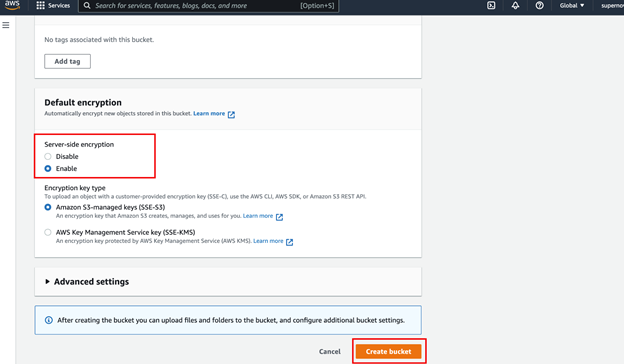 aws
Services
Search for services, features, blogs, docs, and more
[Option+S]
Global
supernov
No tags associated with this bucket.
Add tag
Default encryption
Automatically encrypt new objects stored in this bucket. Learn more
Server-side encryption
Disable
Enable
Encryption key type
To upload an object with a customer-provided encryption key (SSE-C), use the AWS CLI, AWS SDK, or Amazon S3 REST API.
Amazon S3-managed keys (SSE-S3)
An encryption key that Amazon S3 creates, manages, and uses for you. Learn more
AWS Key Management Service key (SSE-KMS)
An encryption key protected by AWS Key Management Service (AWS KMS). Learn more
Advanced settings
After creating the bucket you can upload files and folders to the bucket, and configure additional bucket settings.
Cancel
Create bucket